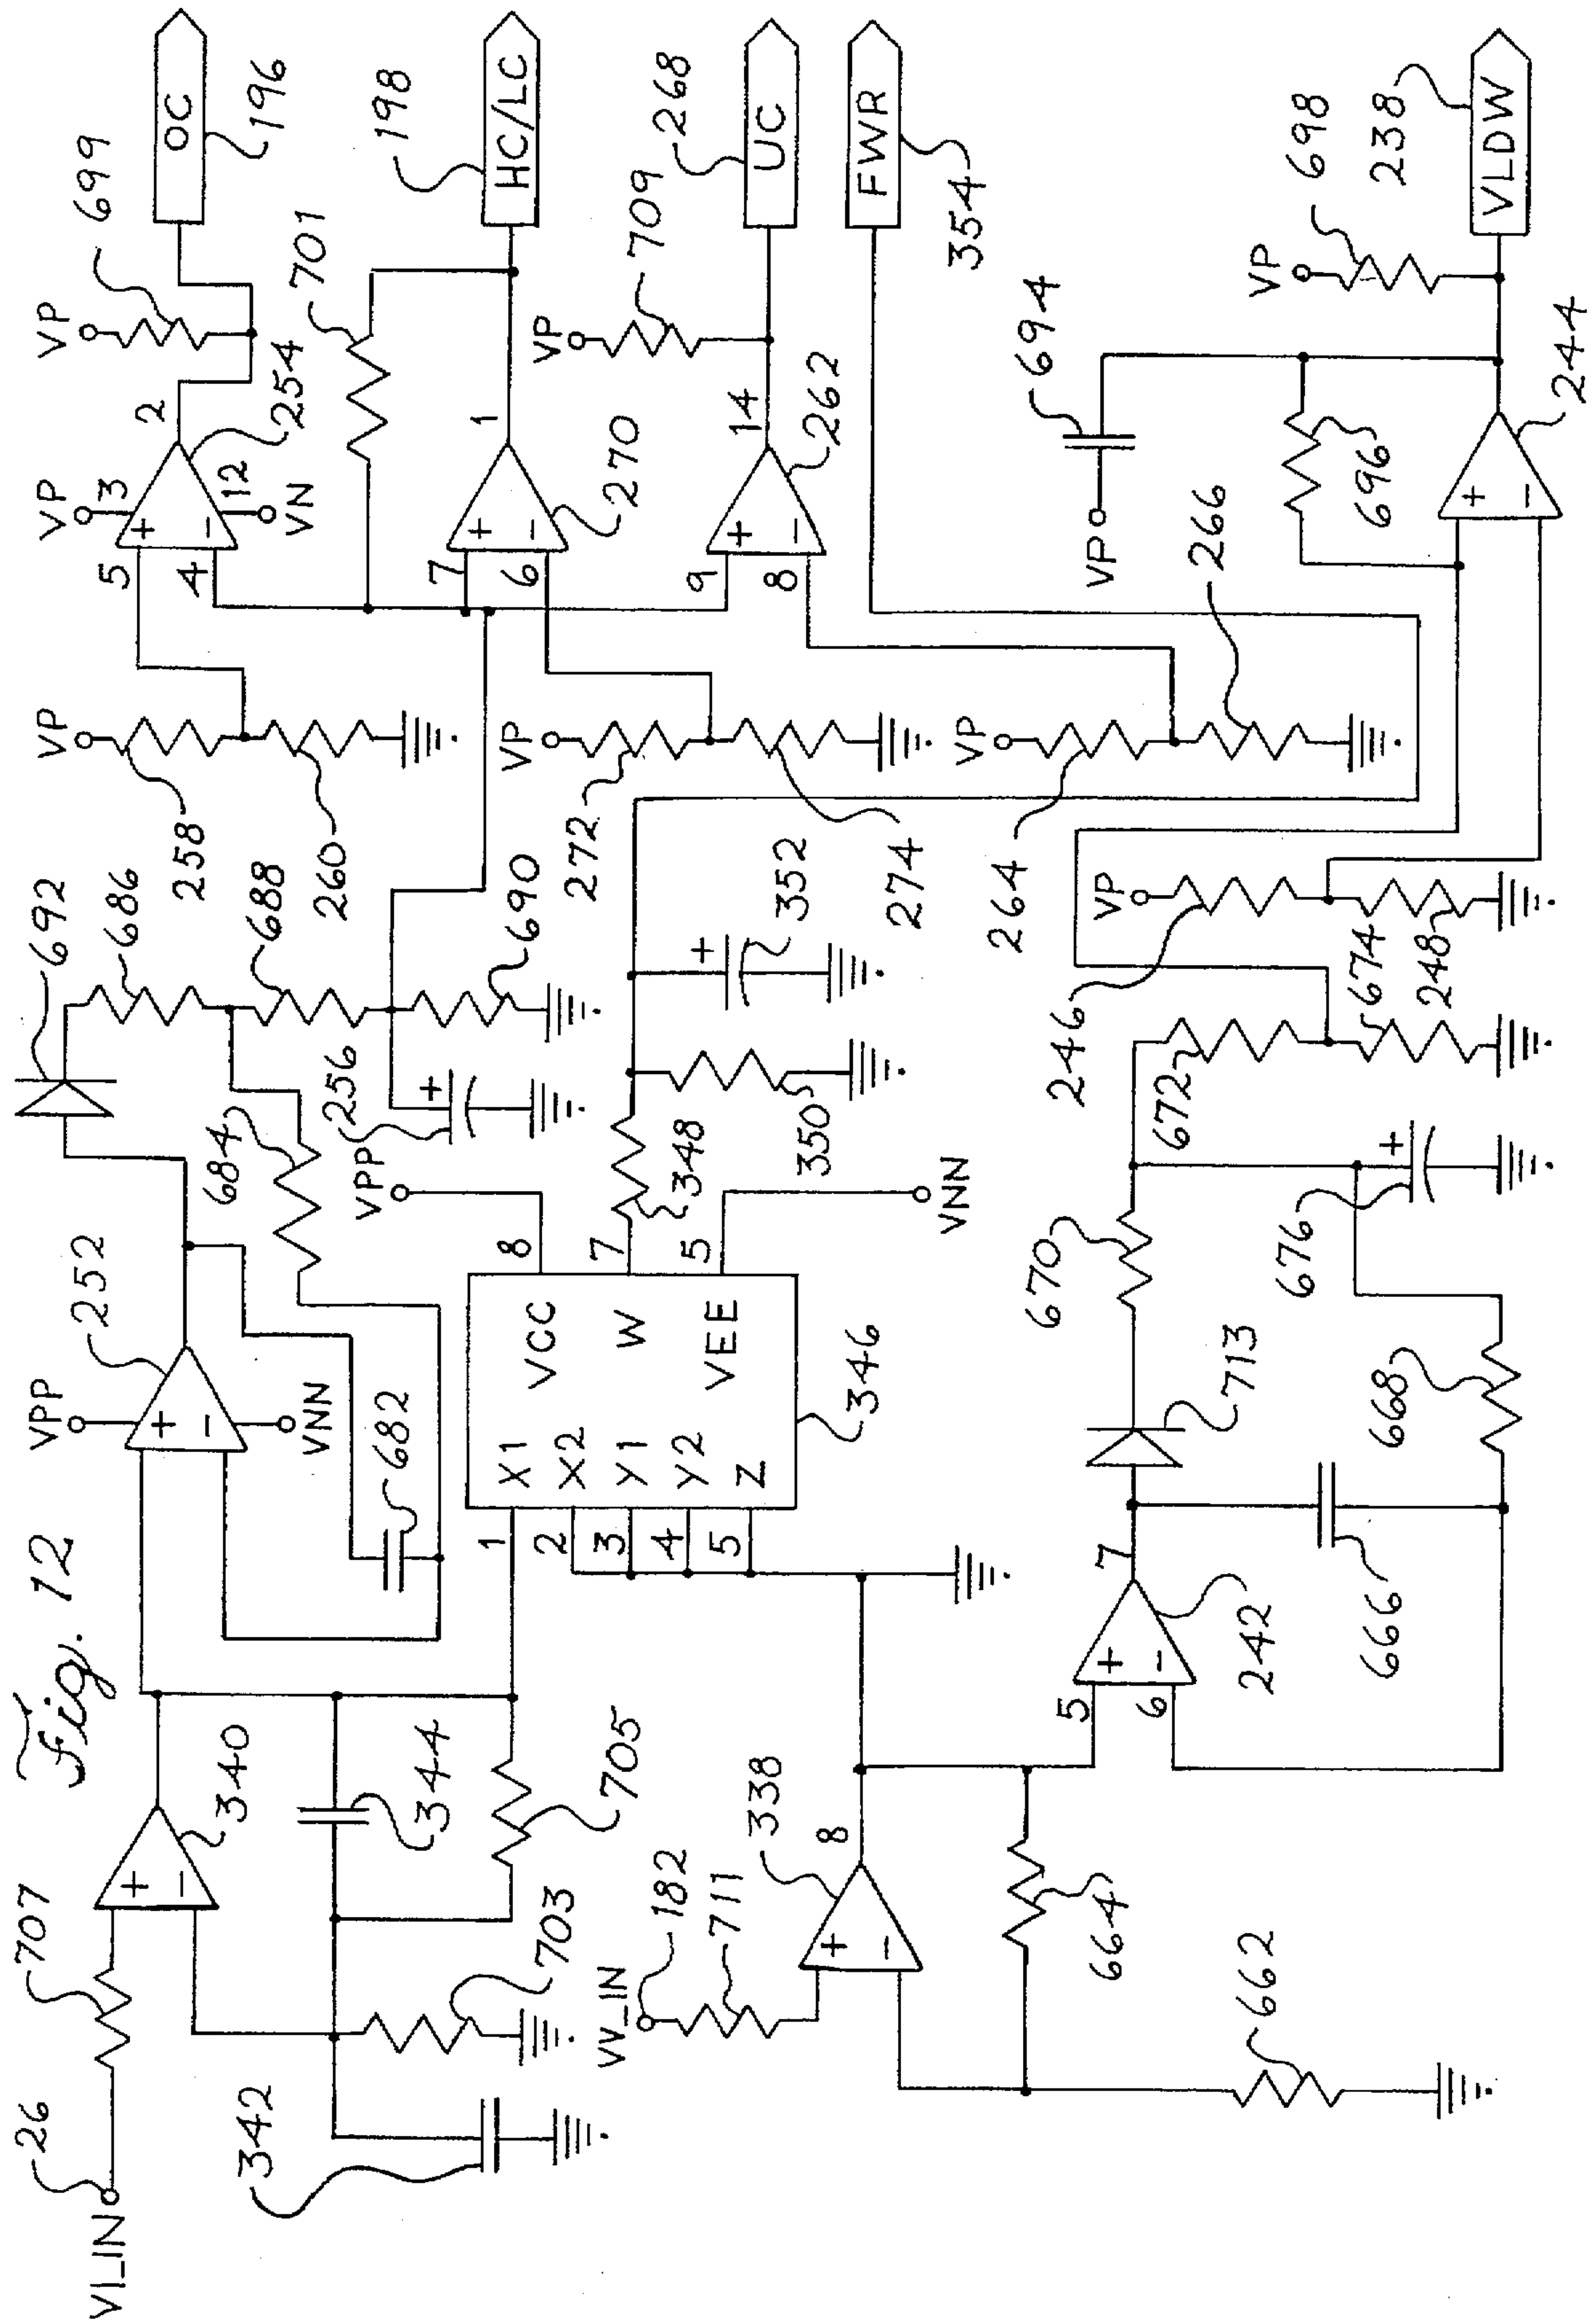 Fig. 12
VI_IN
26
707
340
342
344
703
705
VPP
252
VNN
682
684
692
686
688
690
256
VP
258
260
VP
3
5
4
+
-
2
12
VN
254
VP
699
OC
196
701
7
6
1
270
HC/LC
198
VP
272
274
9
8
14
262
VP
709
UC
268
FWR
354
VP
264
266
1
2
3
4
5
X1
X2
Y1
Y2
Z
VCC
W
VEE
8
7
5
VPP
VNN
346
348
350
352
VV_IN
182
711
338
8
664
662
5
6
7
242
666
668
713
670
676
672
674
VP
246
248
VP
694
696
244
VP
698
VLDW
238